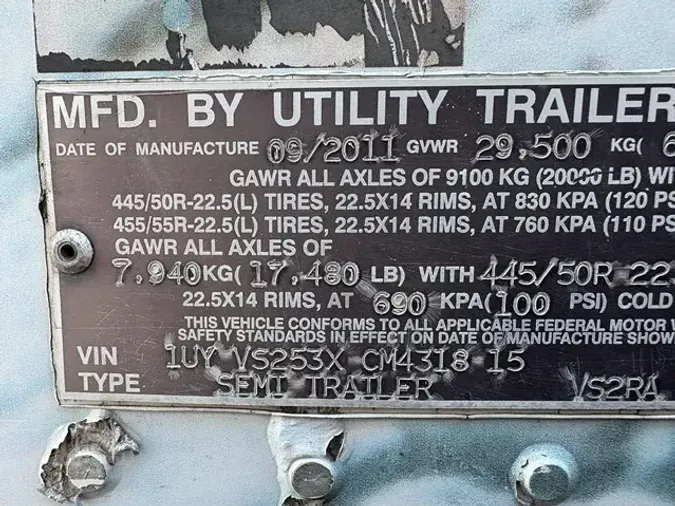 MFD. BY UTILITY TRAILER
DATE OF MANUFACTURE 09/2011 GVWR 29,500 KG( 6
GAWR ALL AXLES OF 9100 KG (20000 LB) WI
445/50R-22.5(L) TIRES, 22.5X14 RIMS, AT 830 KPA (120 PS
455/55R-22.5(L) TIRES, 22.5X14 RIMS, AT 760 KPA (110 PS
GAWR ALL AXLES OF
7,940KG( 17,480 LB) WITH 445/50R 22.
22.5X14 RIMS, AT 690 KPA(100 PSI) COLD
THIS VEHICLE CONFORMS TO ALL APPLICABLE FEDERAL MOTOR V
SAFETY STANDARDS IN EFFECT ON DATE OF MANUFACTURE SHOW
VIN 1UY VS253X CM4318 15
TYPE SEMI TRAILER VS2RA